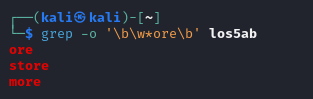 ┌──(kali㉿kali)-[~]
└─$ grep -o '\b\w*ore\b' los5ab
ore
store
more